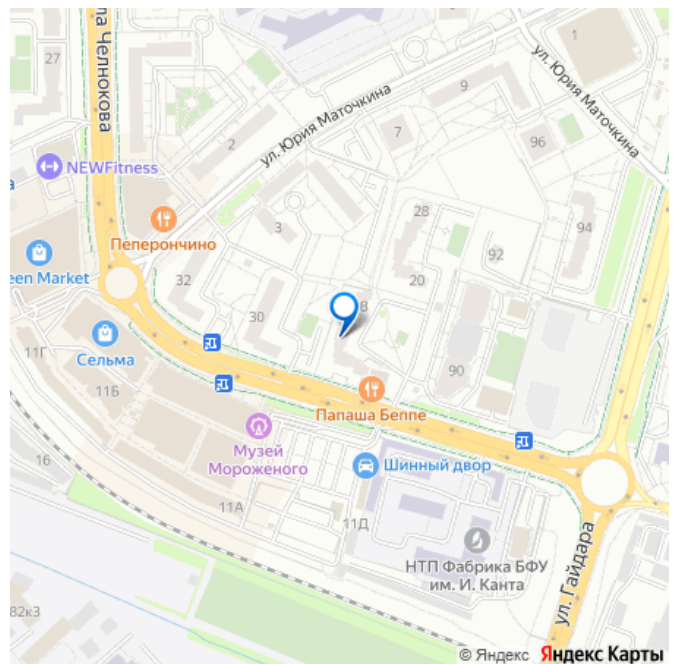 27
ла Челнокова
1
ул. Юрия Маточкина
9
ул. Юрия Маточкина
7
96
2
NEWFitness
а
Пеперончино
3
28
94
92
een Market
32
20
8
30
Сельма
11Г
11Б
90
Папаша Беппе
Музей
Мороженого
Шинный двор
16
11А
11Д
НТП Фабрика БФУ
им. И. Канта
ул. Гайдара
82к3
© Яндекс Яндекс Карты